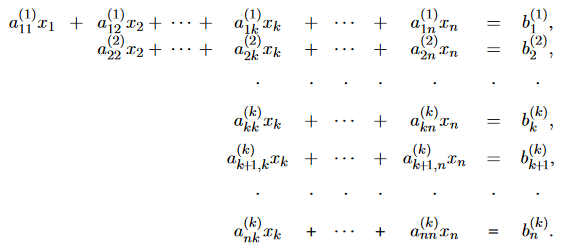 a_{11}^{(1)}x_1 + a_{12}^{(1)}x_2 + ··· + a_{1k}^{(1)}x_k + ··· + a_{1n}^{(1)}x_n = b_1^{(1)},
a_{22}^{(2)}x_2 + ··· + a_{2k}^{(2)}x_k + ··· + a_{2n}^{(2)}x_n = b_2^{(2)},
. . . . . . .
a_{kk}^{(k)}x_k + ··· + a_{kn}^{(k)}x_n = b_k^{(k)},
a_{k+1,k}^{(k)}x_k + ··· + a_{k+1,n}^{(k)}x_n = b_{k+1}^{(k)},
. . . . . . .
a_{nk}^{(k)}x_k + ··· + a_{nn}^{(k)}x_n = b_n^{(k)}.